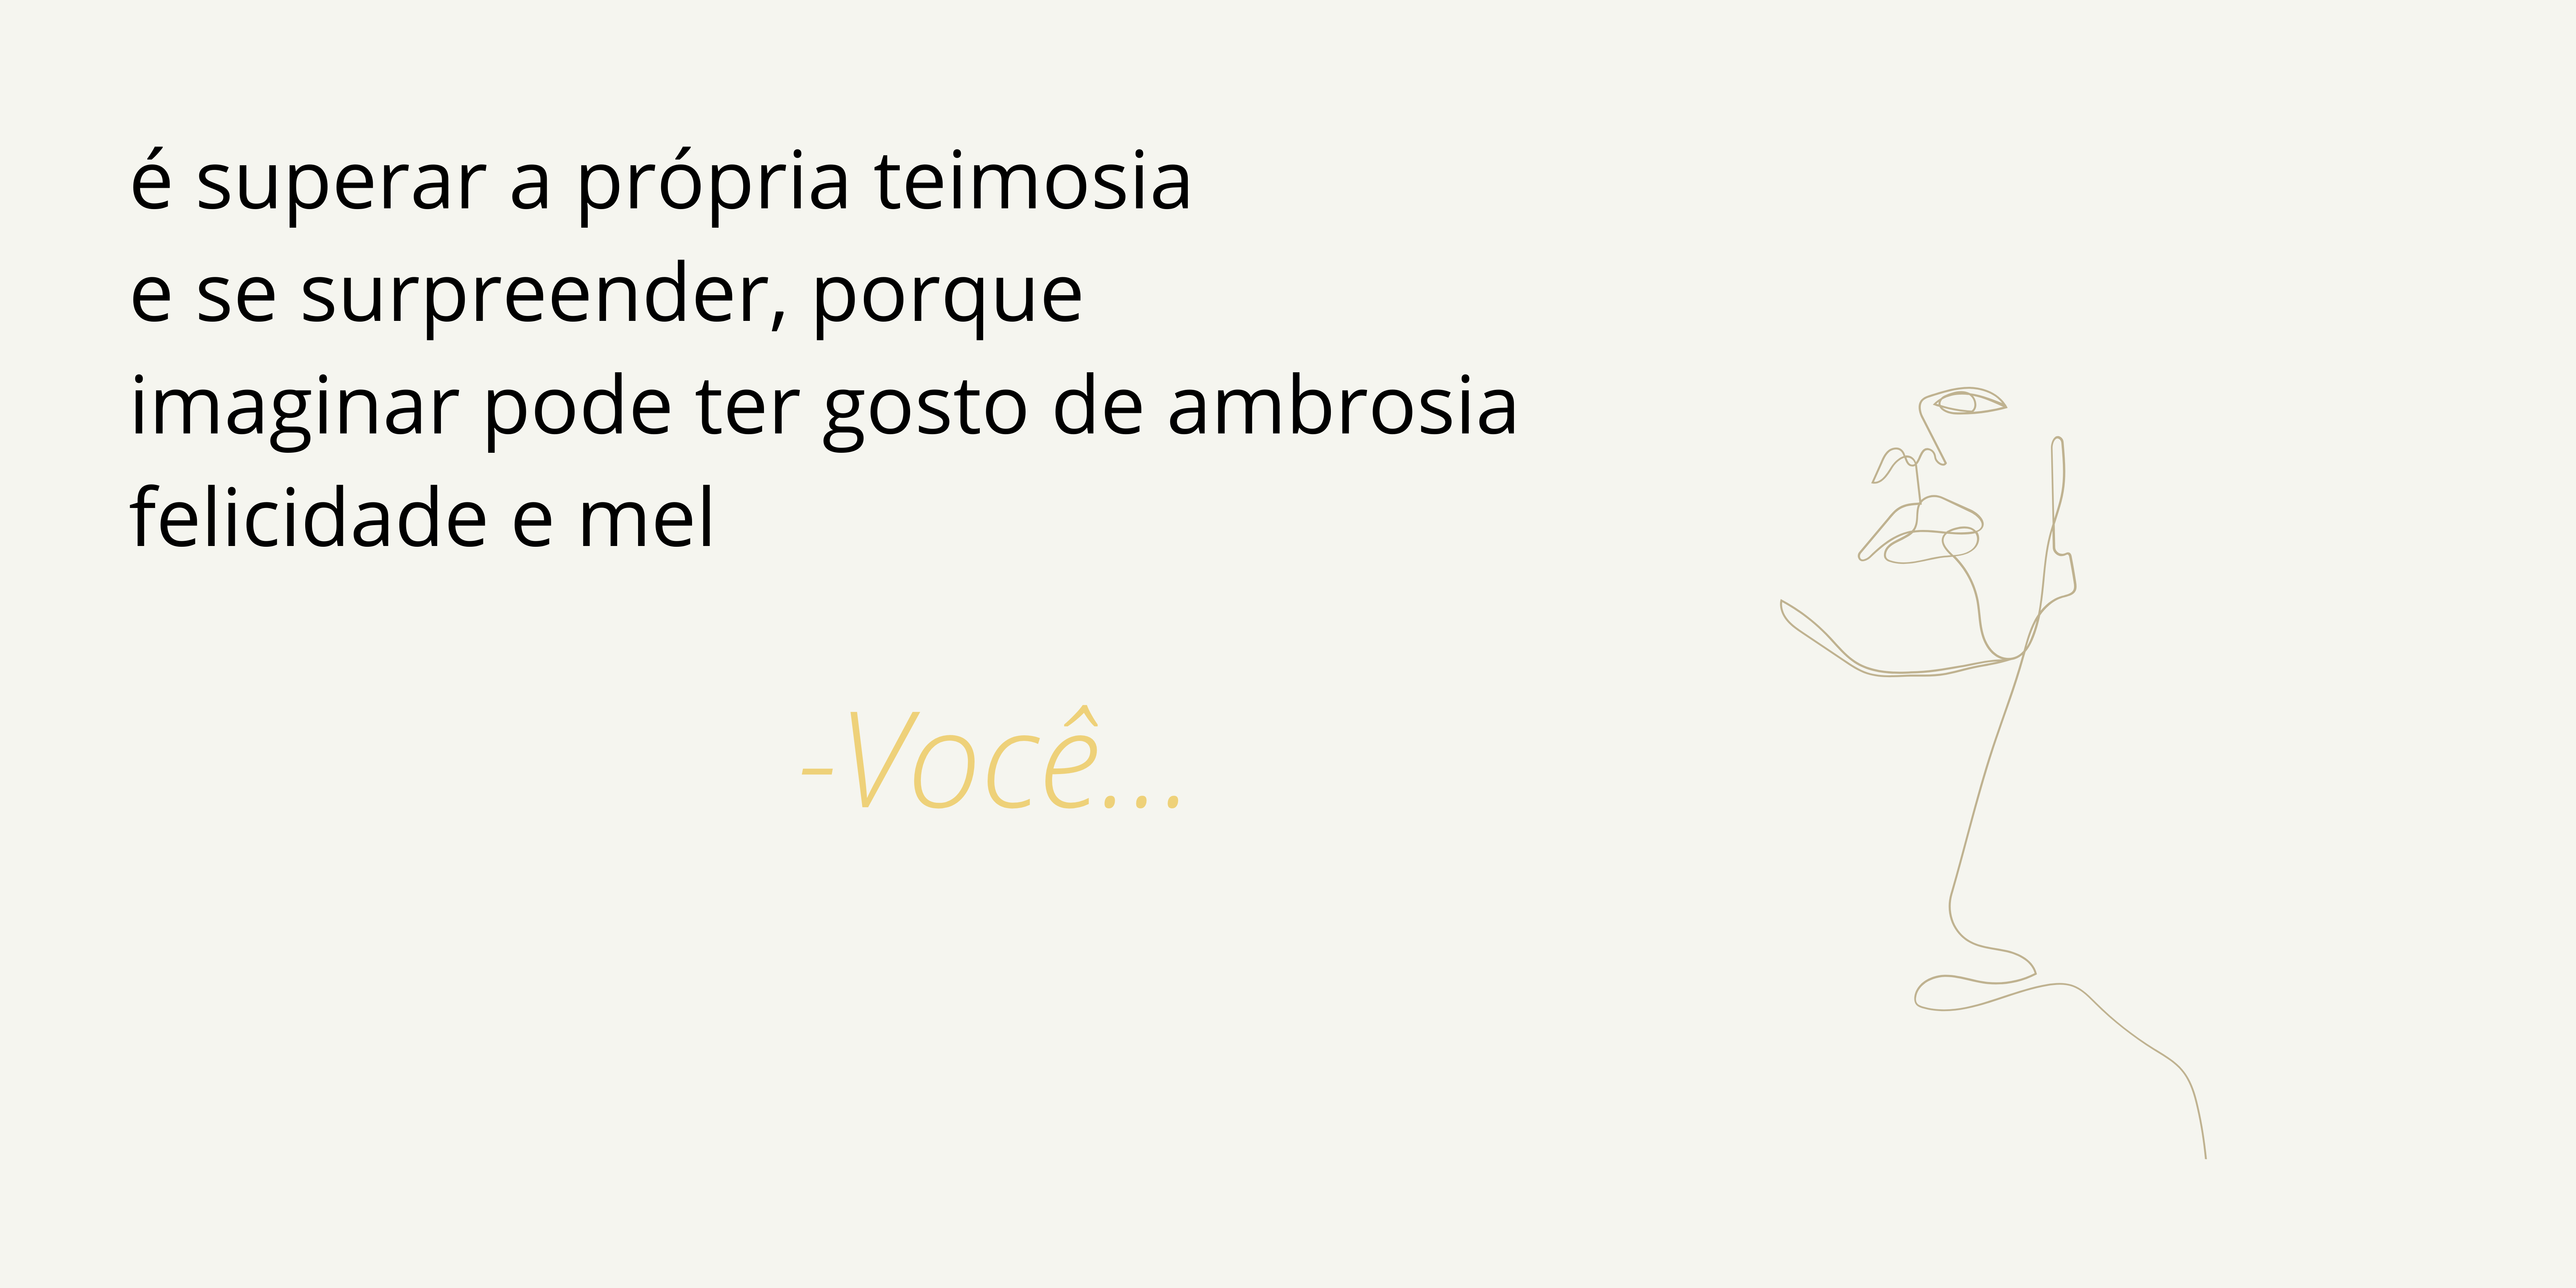 é superar a própria teimosia
e se surpreender, porque
imaginar pode ter gosto de ambrosia
felicidade e mel
-Você...